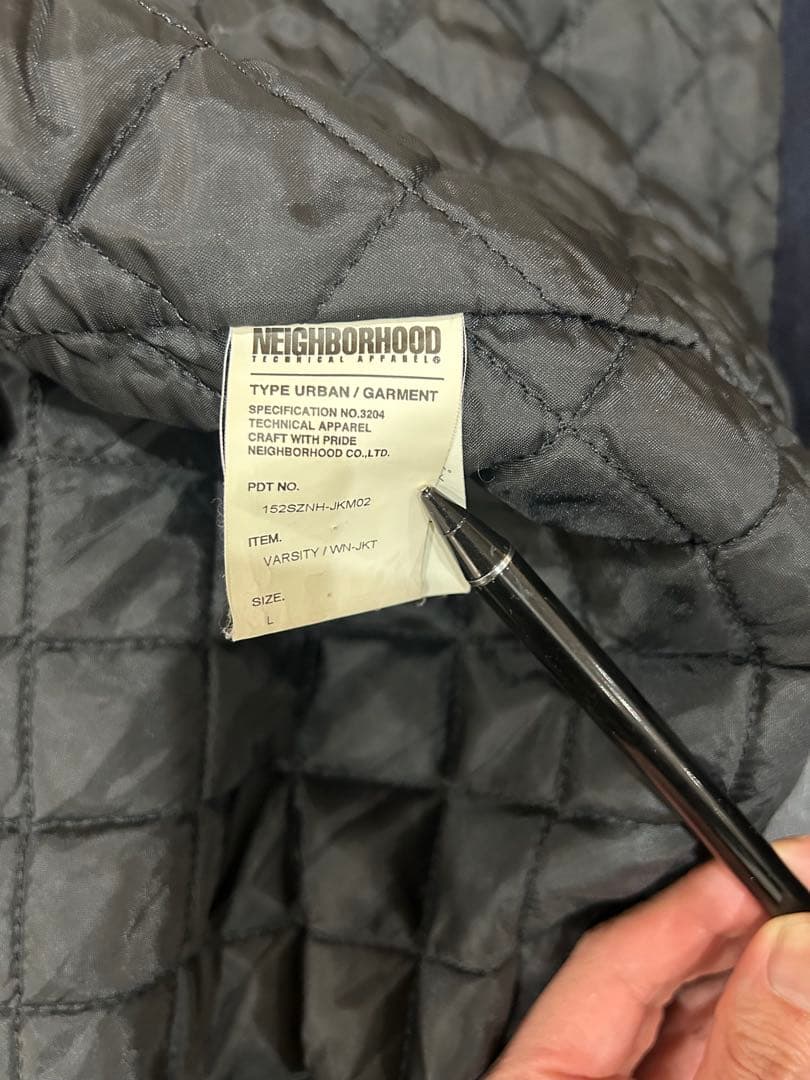 NEIGHBORHOOD
TECHNICAL APPAREL®
TYPE URBAN / GARMENT
SPECIFICATION NO.3204
TECHNICAL APPAREL
CRAFT WITH PRIDE
NEIGHBORHOOD CO.,LTD.
PDT NO.
152SZNH-JKM02
ITEM.
VARSITY / WN-JKT
SIZE.
L